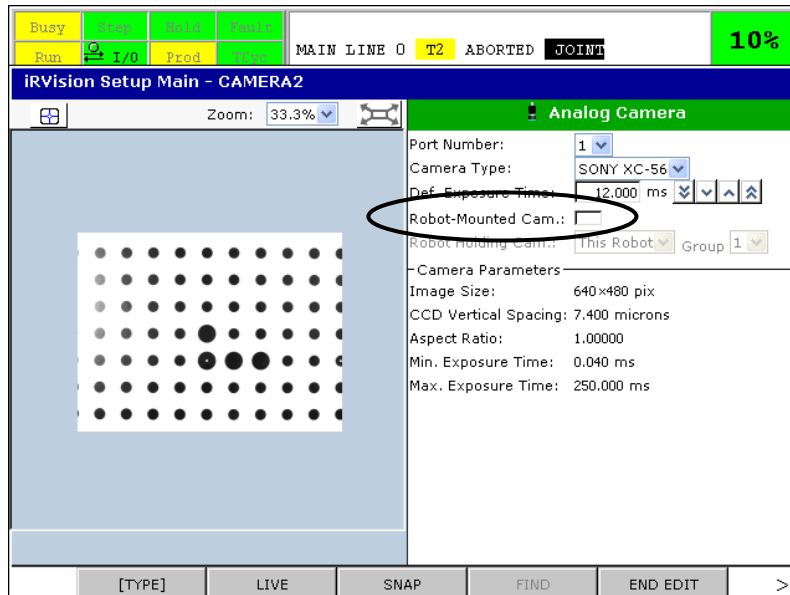 Busy Step Hold Fault
Run I/O Prod TCyc
MAIN LINE 0 T2 ABORTED JOINT
10%
iRVision Setup Main - CAMERA2
Zoom: 33.3%
Analog Camera
Port Number: 1
Camera Type: SONY XC-56
Def. Exposure Time: 12.000 ms
Robot-Mounted Cam.:
Robot Holding Cam.: This Robot Group 1
Camera Parameters
Image Size: 640×480 pix
CCD Vertical Spacing: 7.400 microns
Aspect Ratio: 1.00000
Min. Exposure Time: 0.040 ms
Max. Exposure Time: 250.000 ms
[TYPE] LIVE SNAP FIND END EDIT >